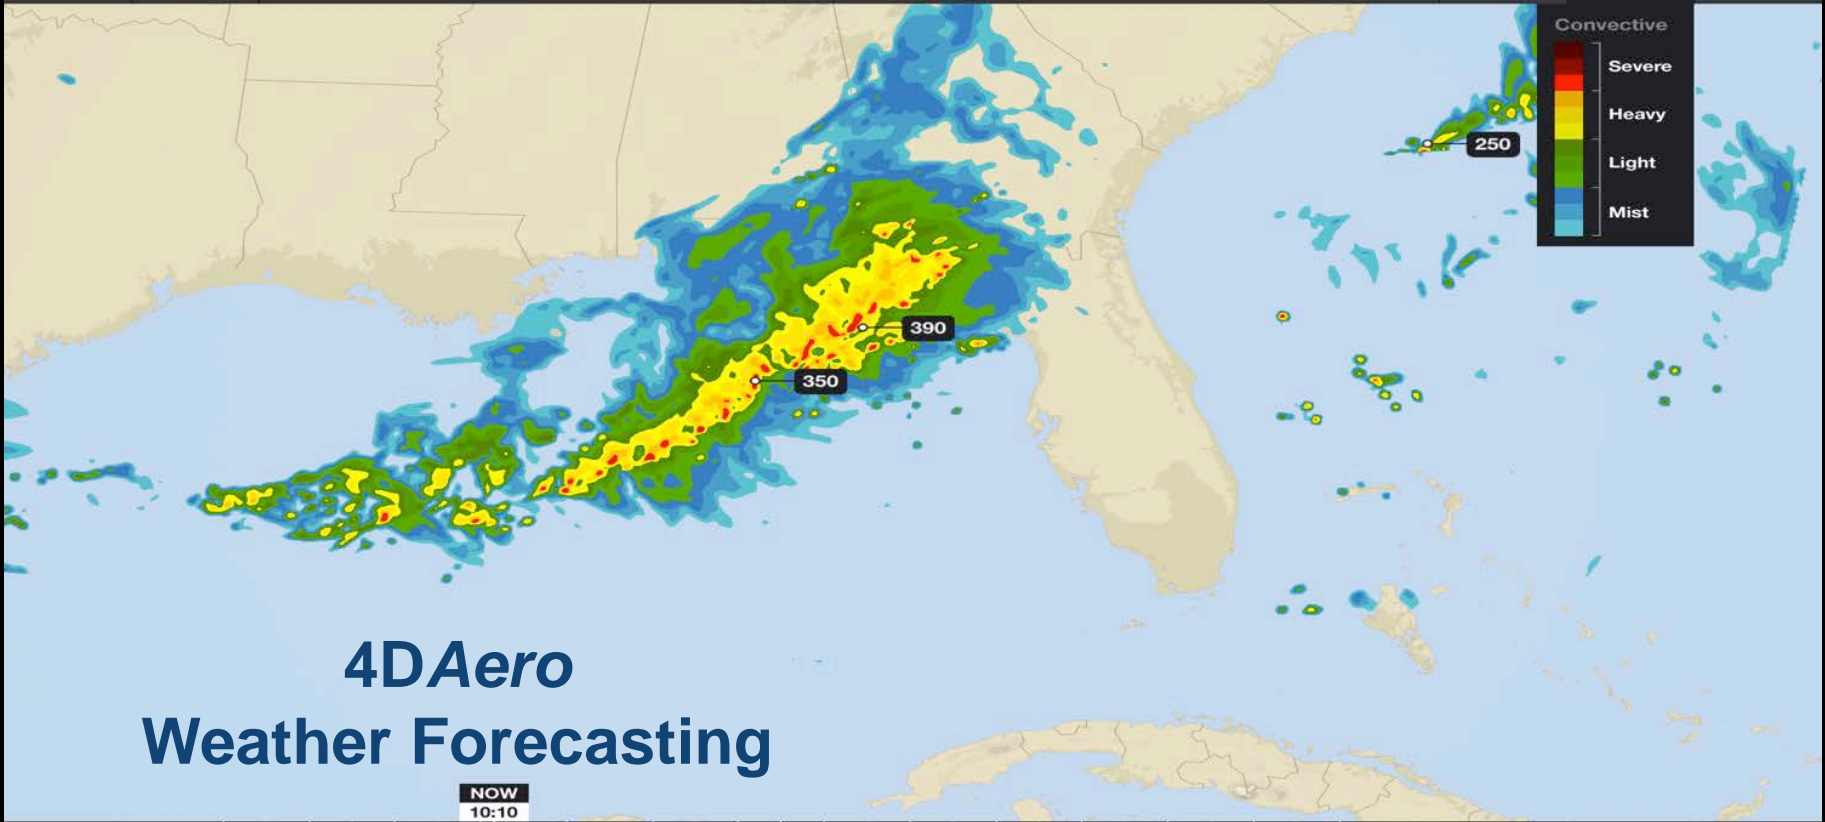 Convective
Severe
Heavy
Light
Mist
250
390
350
4DAero
Weather Forecasting
NOW
10:10